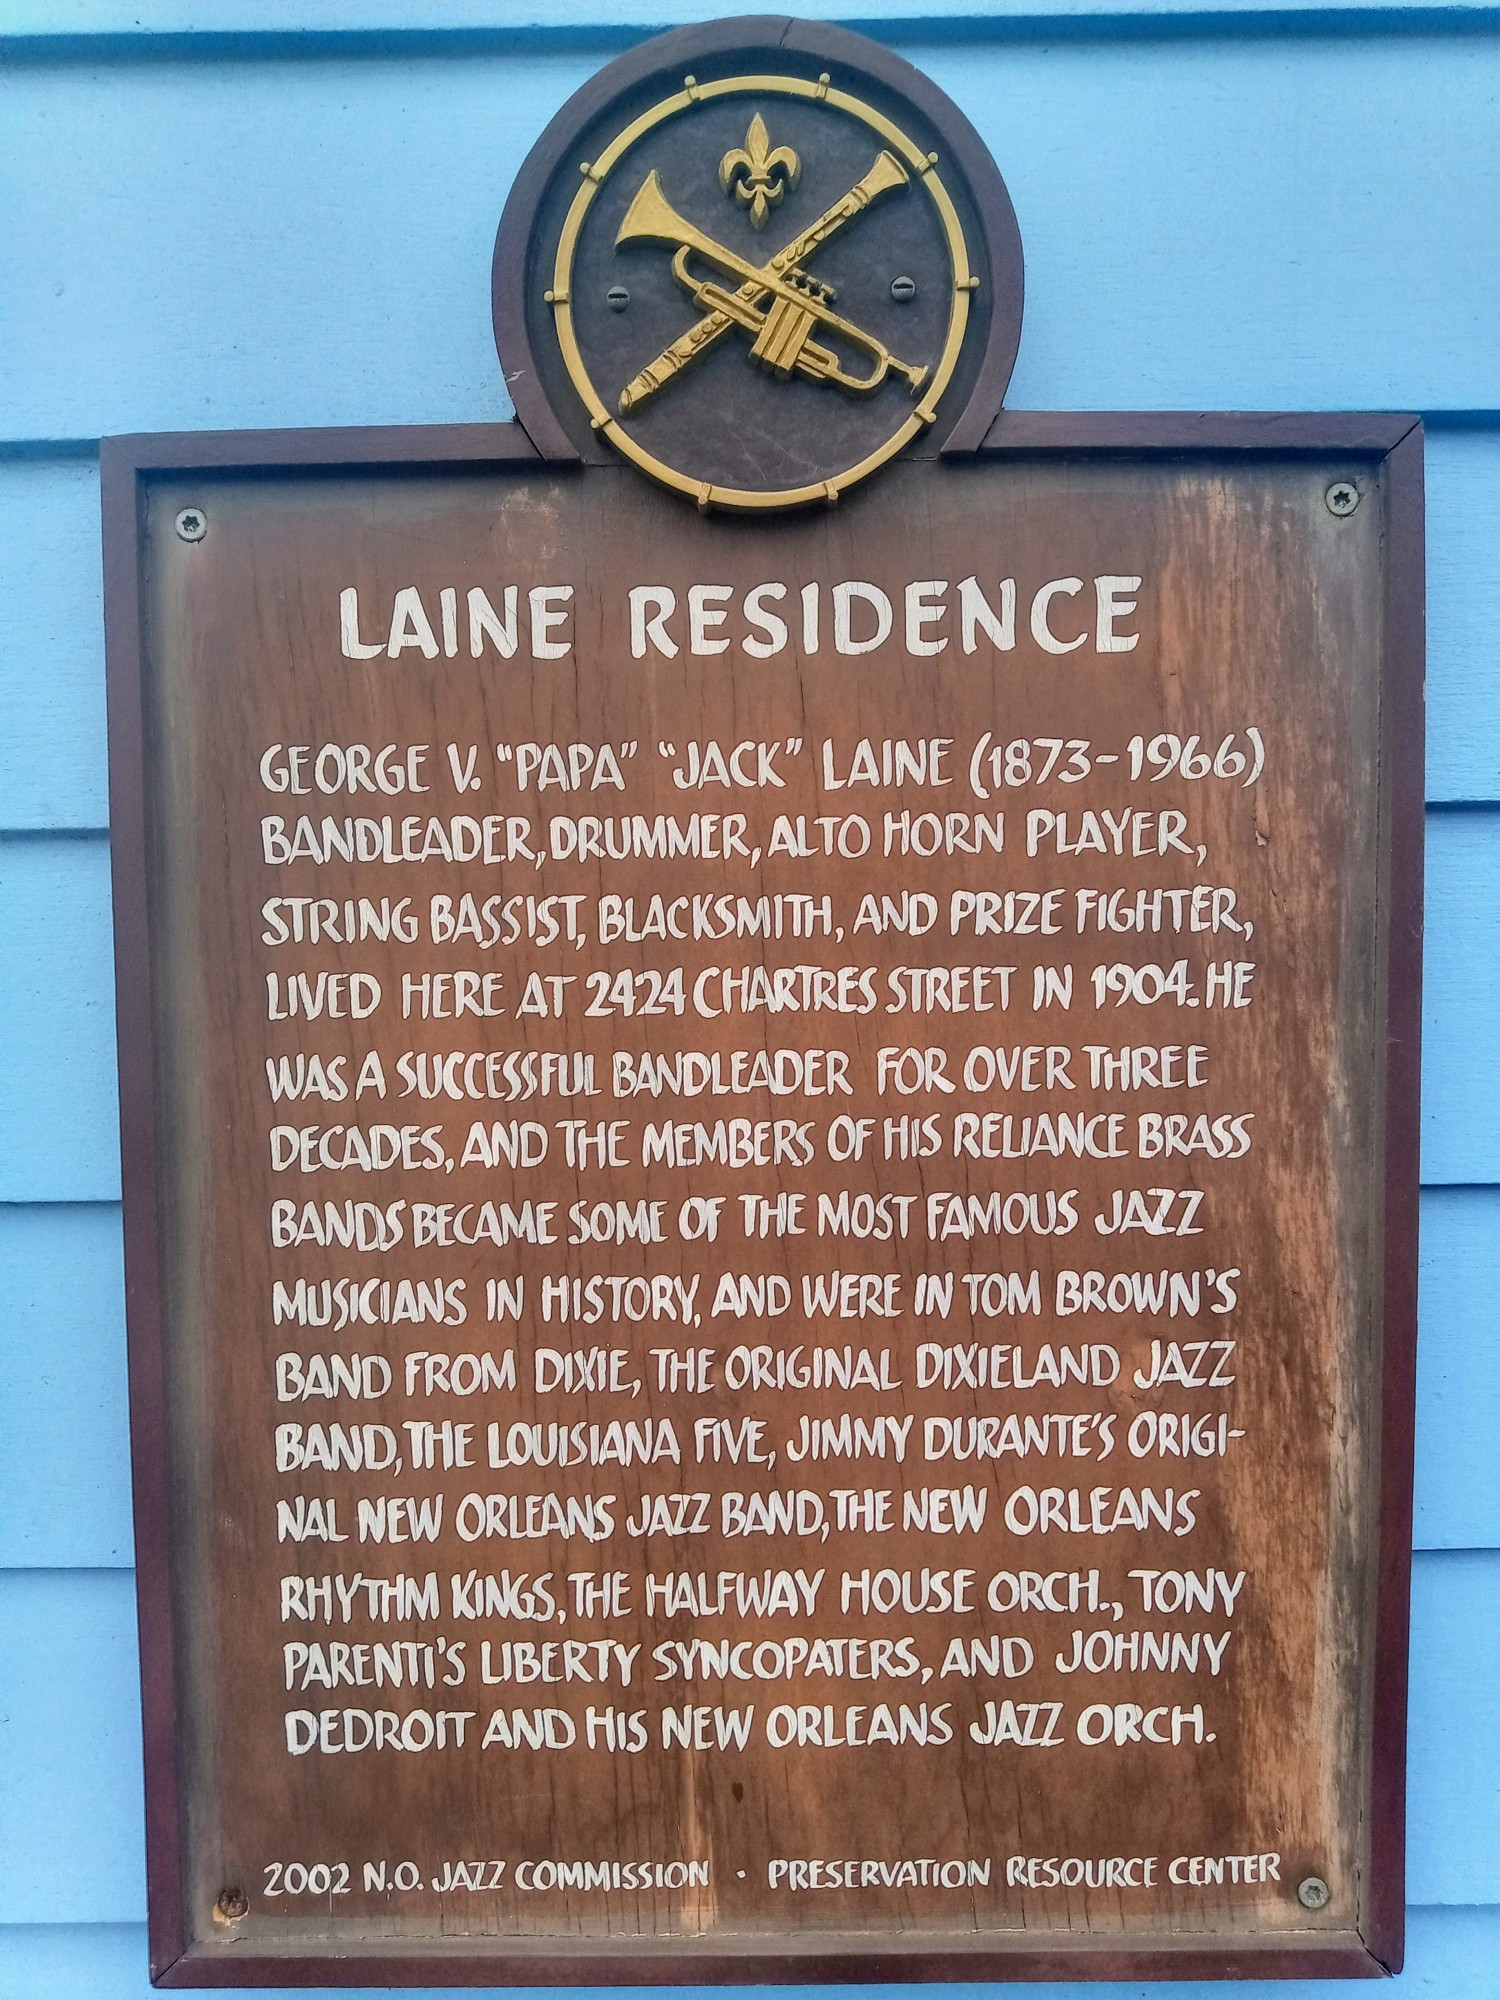 LAINE RESIDENCE
GEORGE V. "PAPA" "JACK" LAINE (1873-1966)
BANDLEADER, DRUMMER, ALTO HORN PLAYER,
STRING BASSIST, BLACKSMITH, AND PRIZE FIGHTER,
LIVED HERE AT 2424 CHARTRES STREET IN 1904. HE
WAS A SUCCESSFUL BANDLEADER FOR OVER THREE
DECADES, AND THE MEMBERS OF HIS RELIANCE BRASS
BANDS BECAME SOME OF THE MOST FAMOUS JAZZ
MUSICIANS IN HISTORY, AND WERE IN TOM BROWN'S
BAND FROM DIXIE, THE ORIGINAL DIXIELAND JAZZ
BAND, THE LOUISIANA FIVE, JIMMY DURANTE'S ORIGI-
NAL NEW ORLEANS JAZZ BAND, THE NEW ORLEANS
RHYTHM KINGS, THE HALFWAY HOUSE ORCH., TONY
PARENTI'S LIBERTY SYNCOPATERS, AND JOHNNY
DEDROIT AND HIS NEW ORLEANS JAZZ ORCH.
2002 N.O. JAZZ COMMISSION · PRESERVATION RESOURCE CENTER